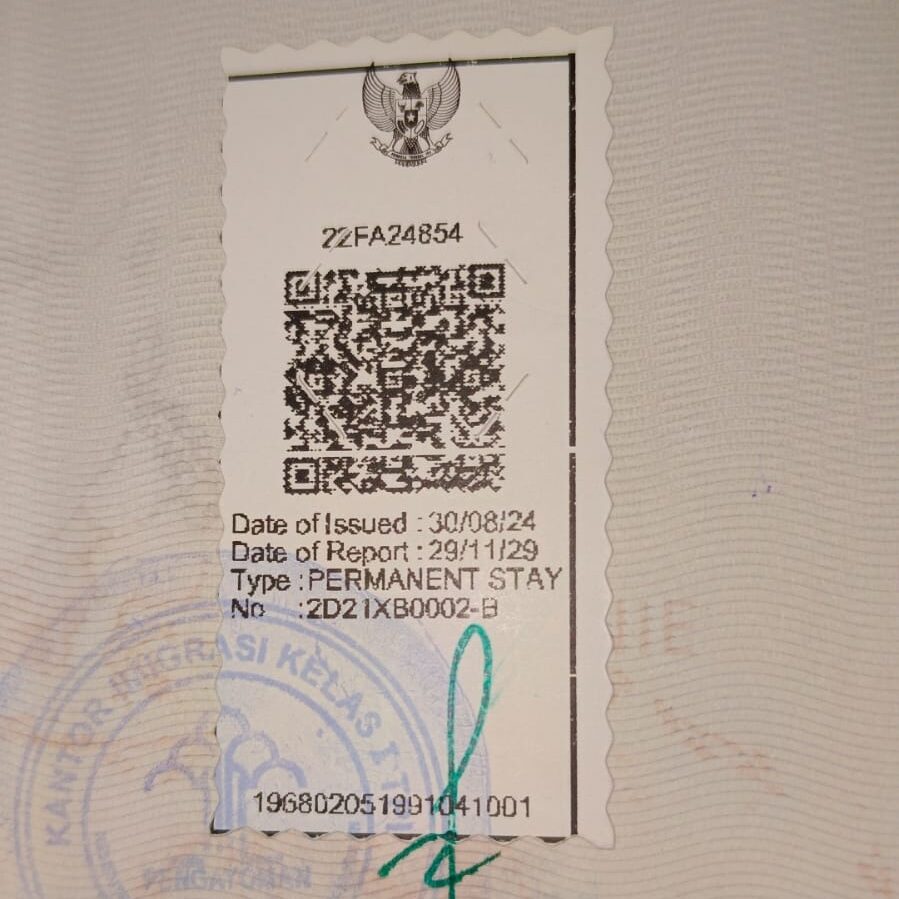 22FA24854
Date of Issued : 30/08/24
Date of Report : 29/11/29
Type : PERMANENT STAY
No : 2D21XB0002-B
KANTOR IMIGRASI KELAS I
196802051991041001
PENGAYOMAN